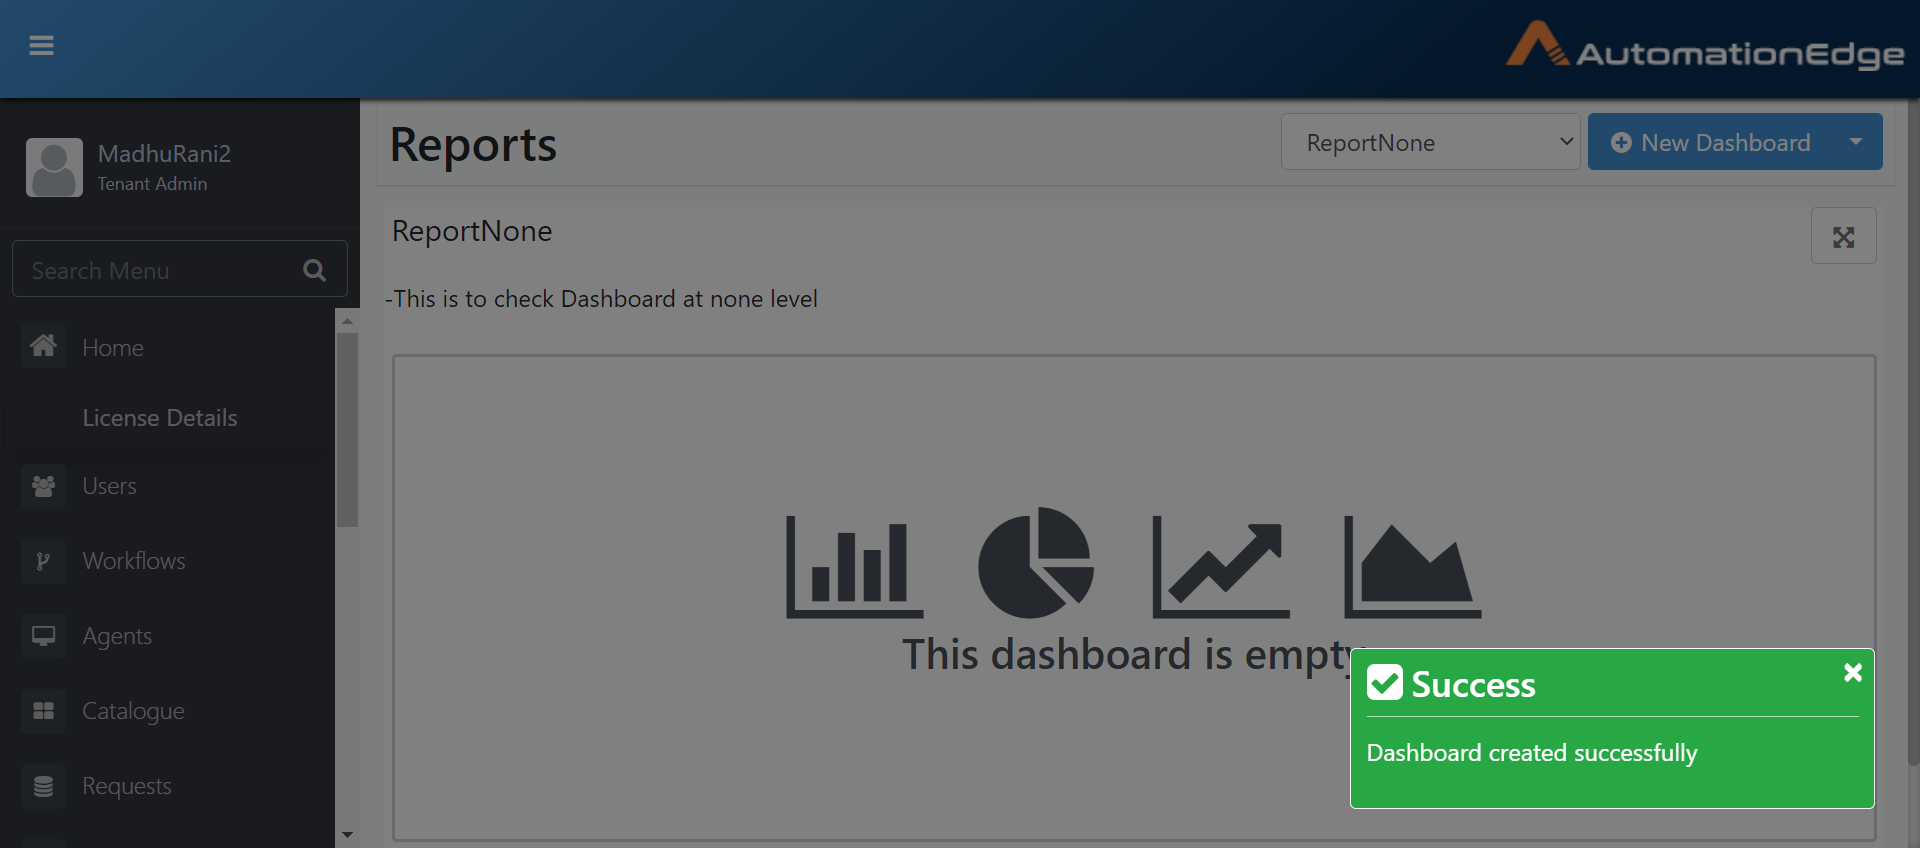 AutomationEdge
MadhuRani2
Tenant Admin
Search Menu
Home
License Details
Users
Workflows
Agents
Catalogue
Requests
Reports
ReportNone
New Dashboard
ReportNone
-This is to check Dashboard at none level
This dashboard is empty
Success
Dashboard created successfully